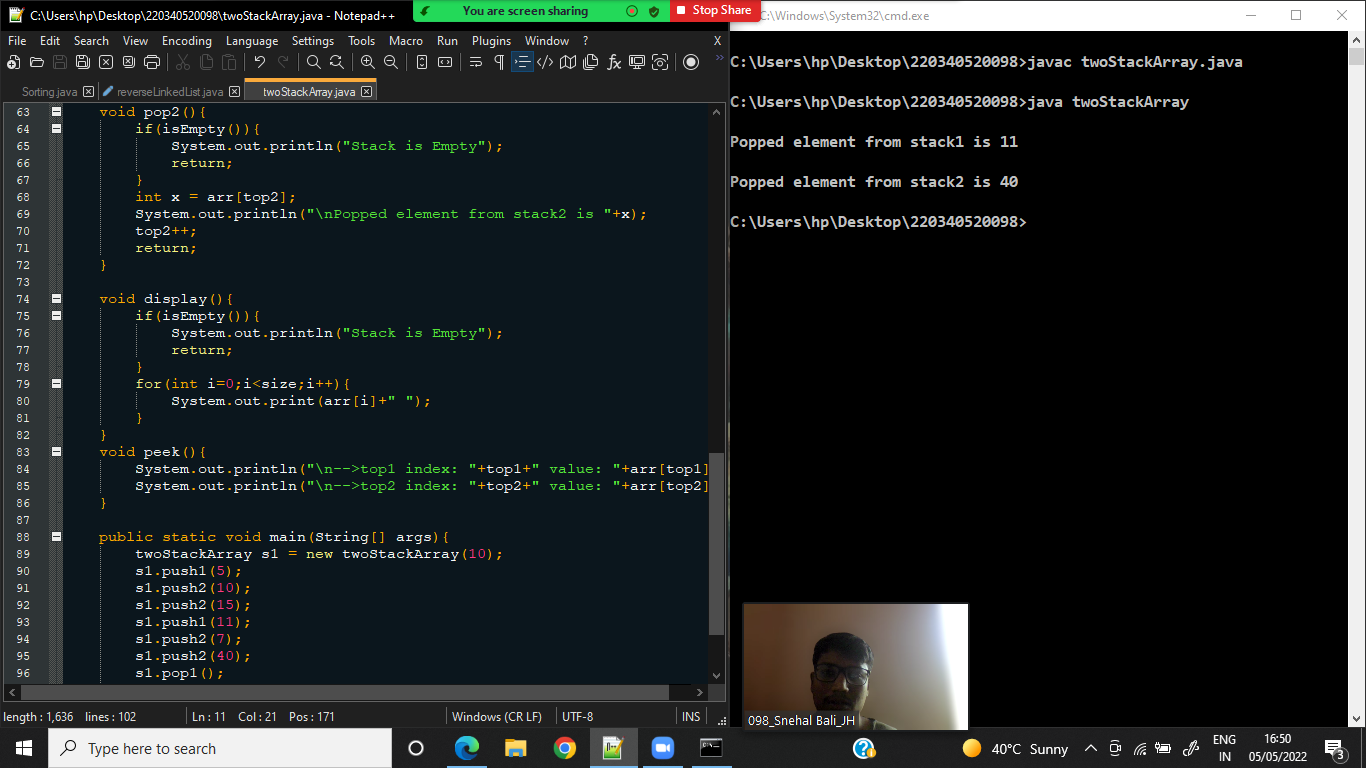 C:\Users\hp\Desktop\220340520098\twoStackArray.java - Notepad++
You are screen sharing
Stop Share
C:\Windows\System32\cmd.exe
File Edit Search View Encoding Language Settings Tools Macro Run Plugins Window ? X
Sorting.java reverseLinkedList.java twoStackArray.java
63 void pop2(){
64 if(isEmpty()){
65 System.out.println("Stack is Empty");
66 return;
67 }
68 int x = arr[top2];
69 System.out.println("\nPopped element from stack2 is "+x);
70 top2++;
71 return;
72 }
73
74 void display(){
75 if(isEmpty()){
76 System.out.println("Stack is Empty");
77 return;
78 }
79 for(int i=0;i<size;i++){
80 System.out.print(arr[i]+" ");
81 }
82 }
83 void peek(){
84 System.out.println("\n-->top1 index: "+top1+" value: "+arr[top1]
85 System.out.println("\n-->top2 index: "+top2+" value: "+arr[top2]
86 }
87
88 public static void main(String[] args){
89 twoStackArray s1 = new twoStackArray(10);
90 s1.push1(5);
91 s1.push2(10);
92 s1.push2(15);
93 s1.push1(11);
94 s1.push2(7);
95 s1.push2(40);
96 s1.pop1();
length : 1,636 lines : 102 Ln : 11 Col : 21 Pos : 171 Windows (CR LF) UTF-8 INS
C:\Users\hp\Desktop\220340520098>javac twoStackArray.java
C:\Users\hp\Desktop\220340520098>java twoStackArray
Popped element from stack1 is 11
Popped element from stack2 is 40
C:\Users\hp\Desktop\220340520098>
098_Snehal Bali_JH
Type here to search
40°C Sunny
ENG
IN
16:50
05/05/2022
3